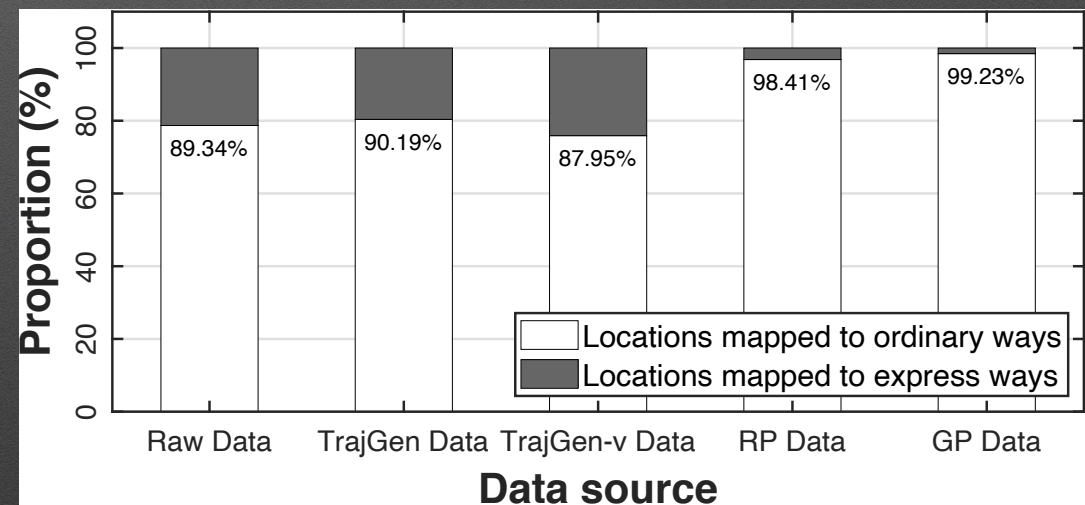 Proportion (%)
100
80
60
40
20
0
89.34%
90.19%
87.95%
98.41%
99.23%
Locations mapped to ordinary ways
Locations mapped to express ways
Raw Data
TrajGen Data
TrajGen-v Data
RP Data
GP Data
Data source